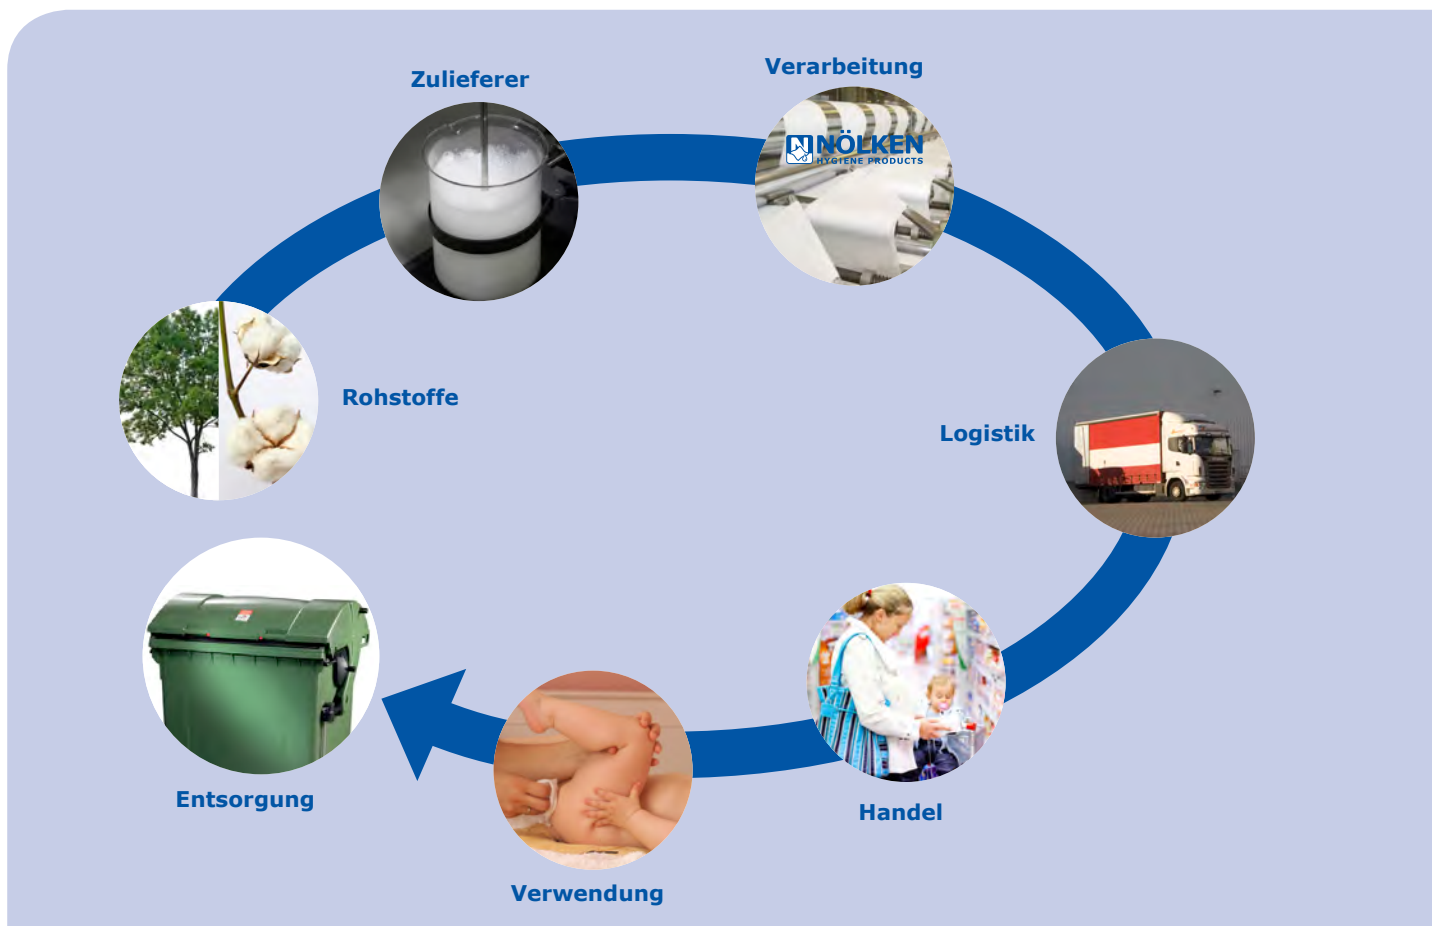 Zulieferer
Verarbeitung
NÖLKEN
HYGIENE PRODUCTS
Rohstoffe
Logistik
Entsorgung
Handel
Verwendung